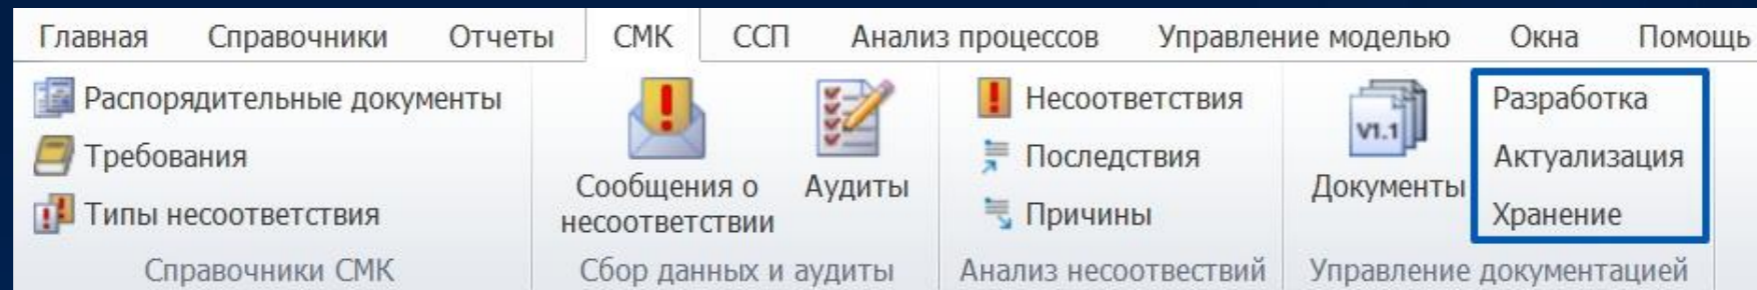 Главная Справочники Отчеты СМК ССП Анализ процессов Управление моделью Окна Помощь
Распорядительные документы
Требования
Типы несоответствия
Справочники СМК
Сообщения о
несоответствии
Аудиты
Сбор данных и аудиты
Несоответствия
Последствия
Причины
Анализ несоотвествий
V1.1
Документы
Разработка
Актуализация
Хранение
Управление документацией